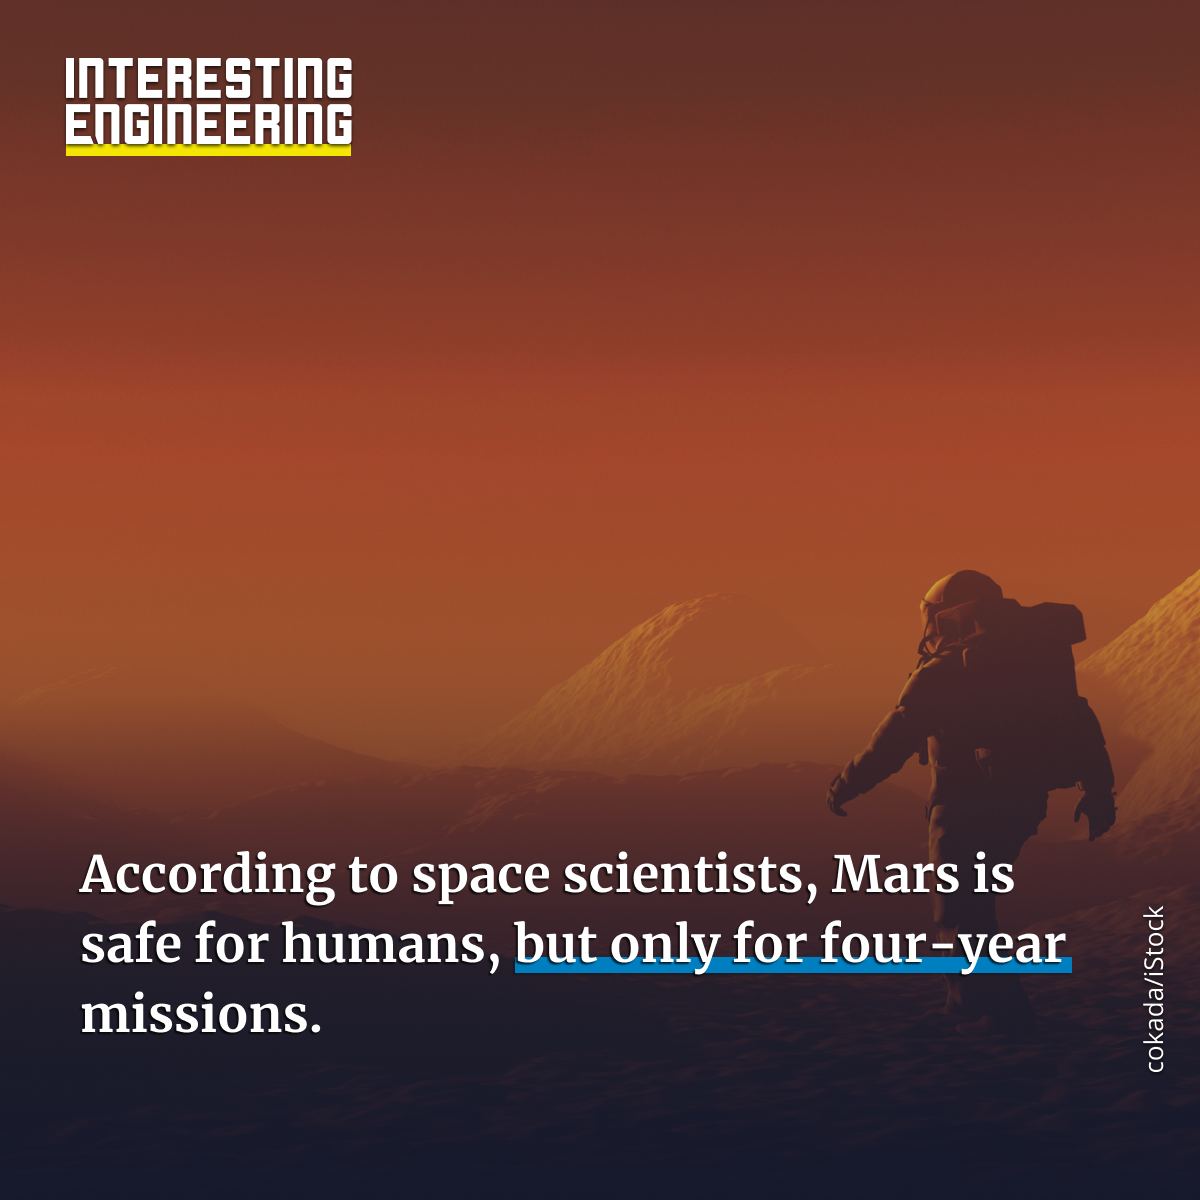 INTERESTING
ENGINEERING
According to space scientists, Mars is
safe for humans, but only for four-year
missions.
cokada/iStock